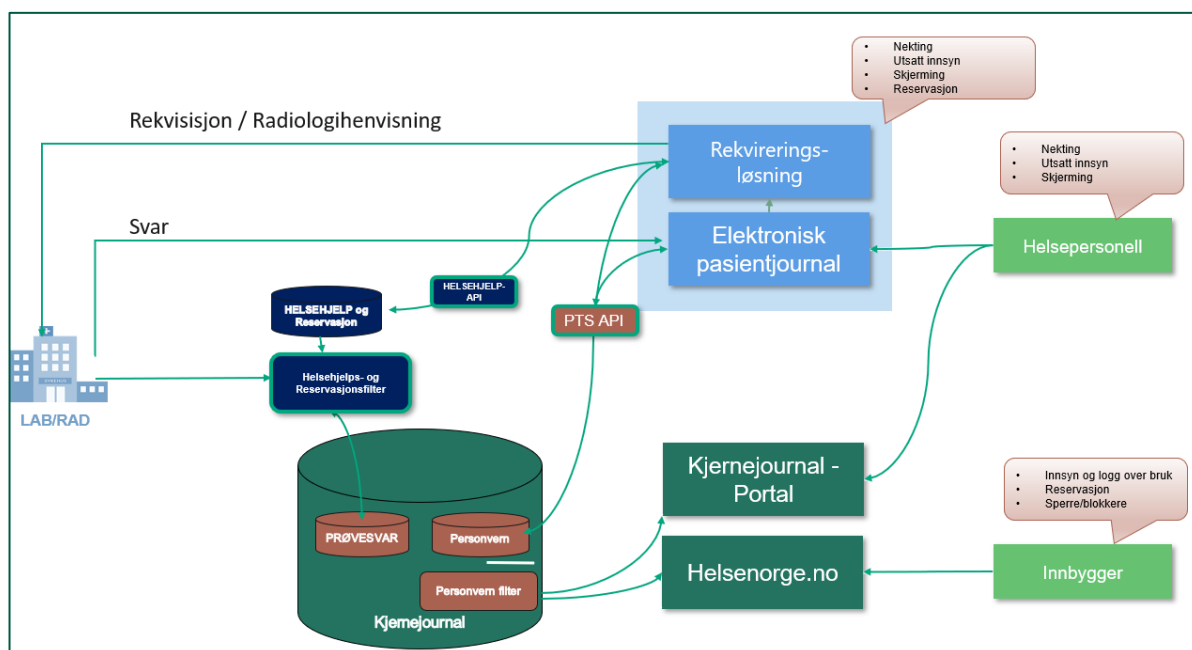 • Nekting
• Utsatt innsyn
• Skjerming
• Reservasjon
Rekvisisjon / Radiologihenvisning
Rekvirerings-
løsning
• Nekting
• Utsatt innsyn
• Skjerming
Svar
Elektronisk
pasientjournal
Helsepersonell
HELSEHJELP-
API
HELSEHJELP og
Reservasjon
PTS API
Helsehjelps- og
Reservasjonsfilter
LAB/RAD
Kjernejournal -
Portal
• Innsyn og logg over bruk
• Reservasjon
• Sperre/blokkere
PRØVESVAR
Personvern
Helsenorge.no
Innbygger
Personvern filter
Kjernejournal